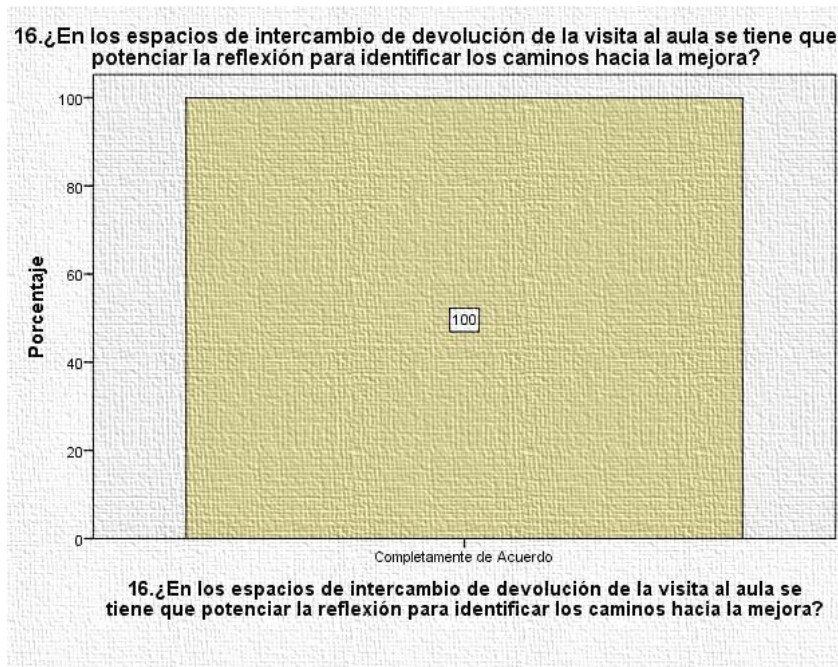 16.¿En los espacios de intercambio de devolución de la visita al aula se tiene que
potenciar la reflexión para identificar los caminos hacia la mejora?
100
80
60
40
20
0
Porcentaje
100
Completamente de Acuerdo
16.¿En los espacios de intercambio de devolución de la visita al aula se
tiene que potenciar la reflexión para identificar los caminos hacia la mejora?